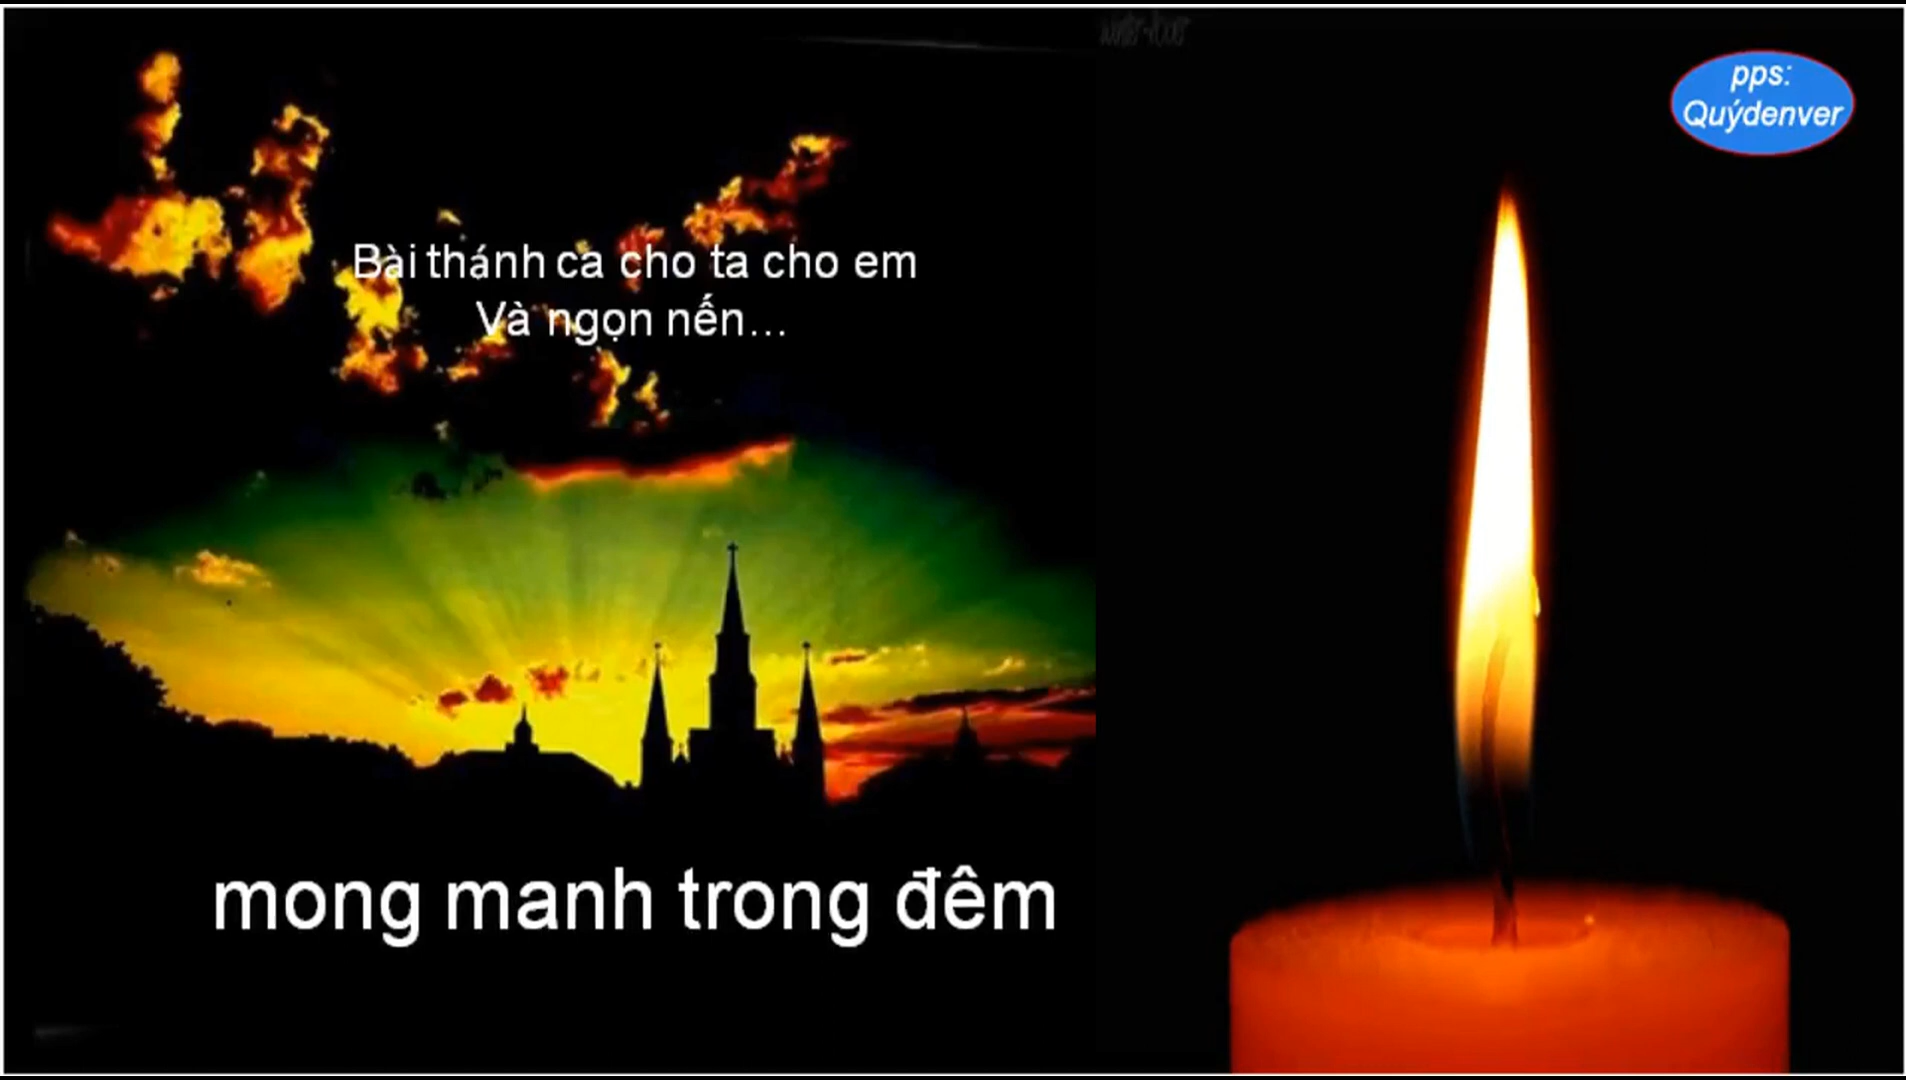 pps:
Quýdenver
Bài thánh ca cho ta cho em
Và ngọn nến...
mong manh trong đêm